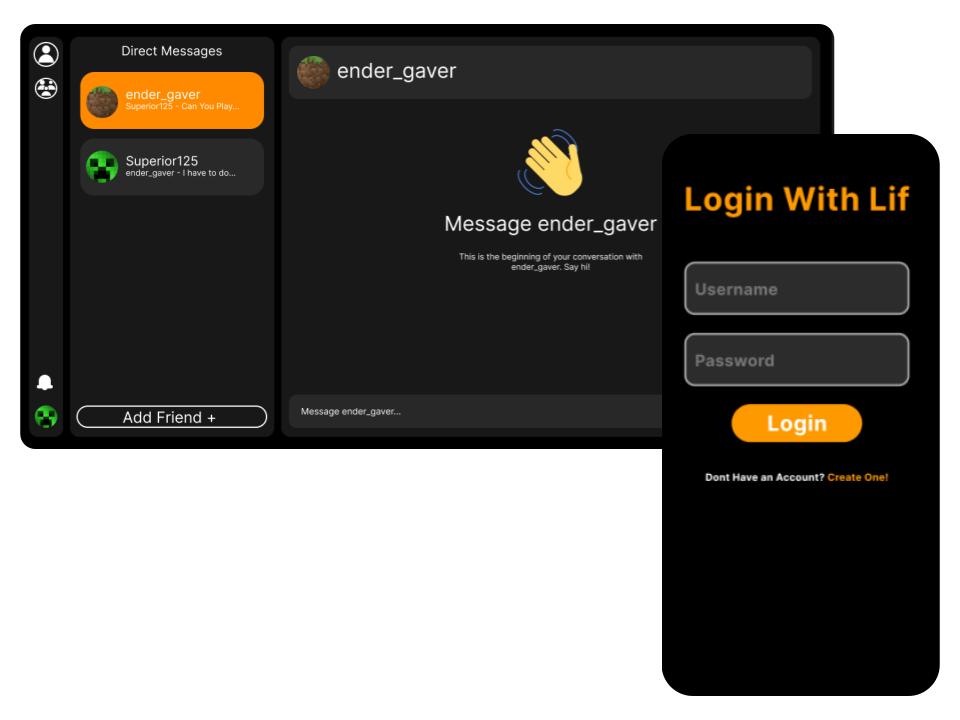 Direct Messages
ender_gaver
Superior125 - Can You Play...
Superior125
ender_gaver - I have to do...
Add Friend +
ender_gaver
Message ender_gaver
This is the beginning of your conversation with
ender_gaver. Say hi!
Message ender_gaver...
Login With Lif
Username
Password
Login
Dont Have an Account? Create One!